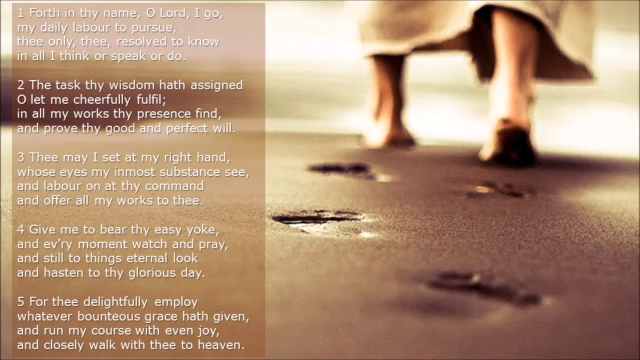 1 Forth in thy name, O Lord, I go,
my daily labour to pursue,
thee only, thee, resolved to know
in all I think or speak or do.
2 The task thy wisdom hath assigned
O let me cheerfully fulfil;
in all my works thy presence find,
and prove thy good and perfect will.
3 Thee may I set at my right hand,
whose eyes my inmost substance see,
and labour on at thy command
and offer all my works to thee.
4 Give me to bear thy easy yoke,
and ev'ry moment watch and pray,
and still to things eternal look
and hasten to thy glorious day.
5 For thee delightfully employ
whatever bounteous grace hath given,
and run my course with even joy,
and closely walk with thee to heaven.